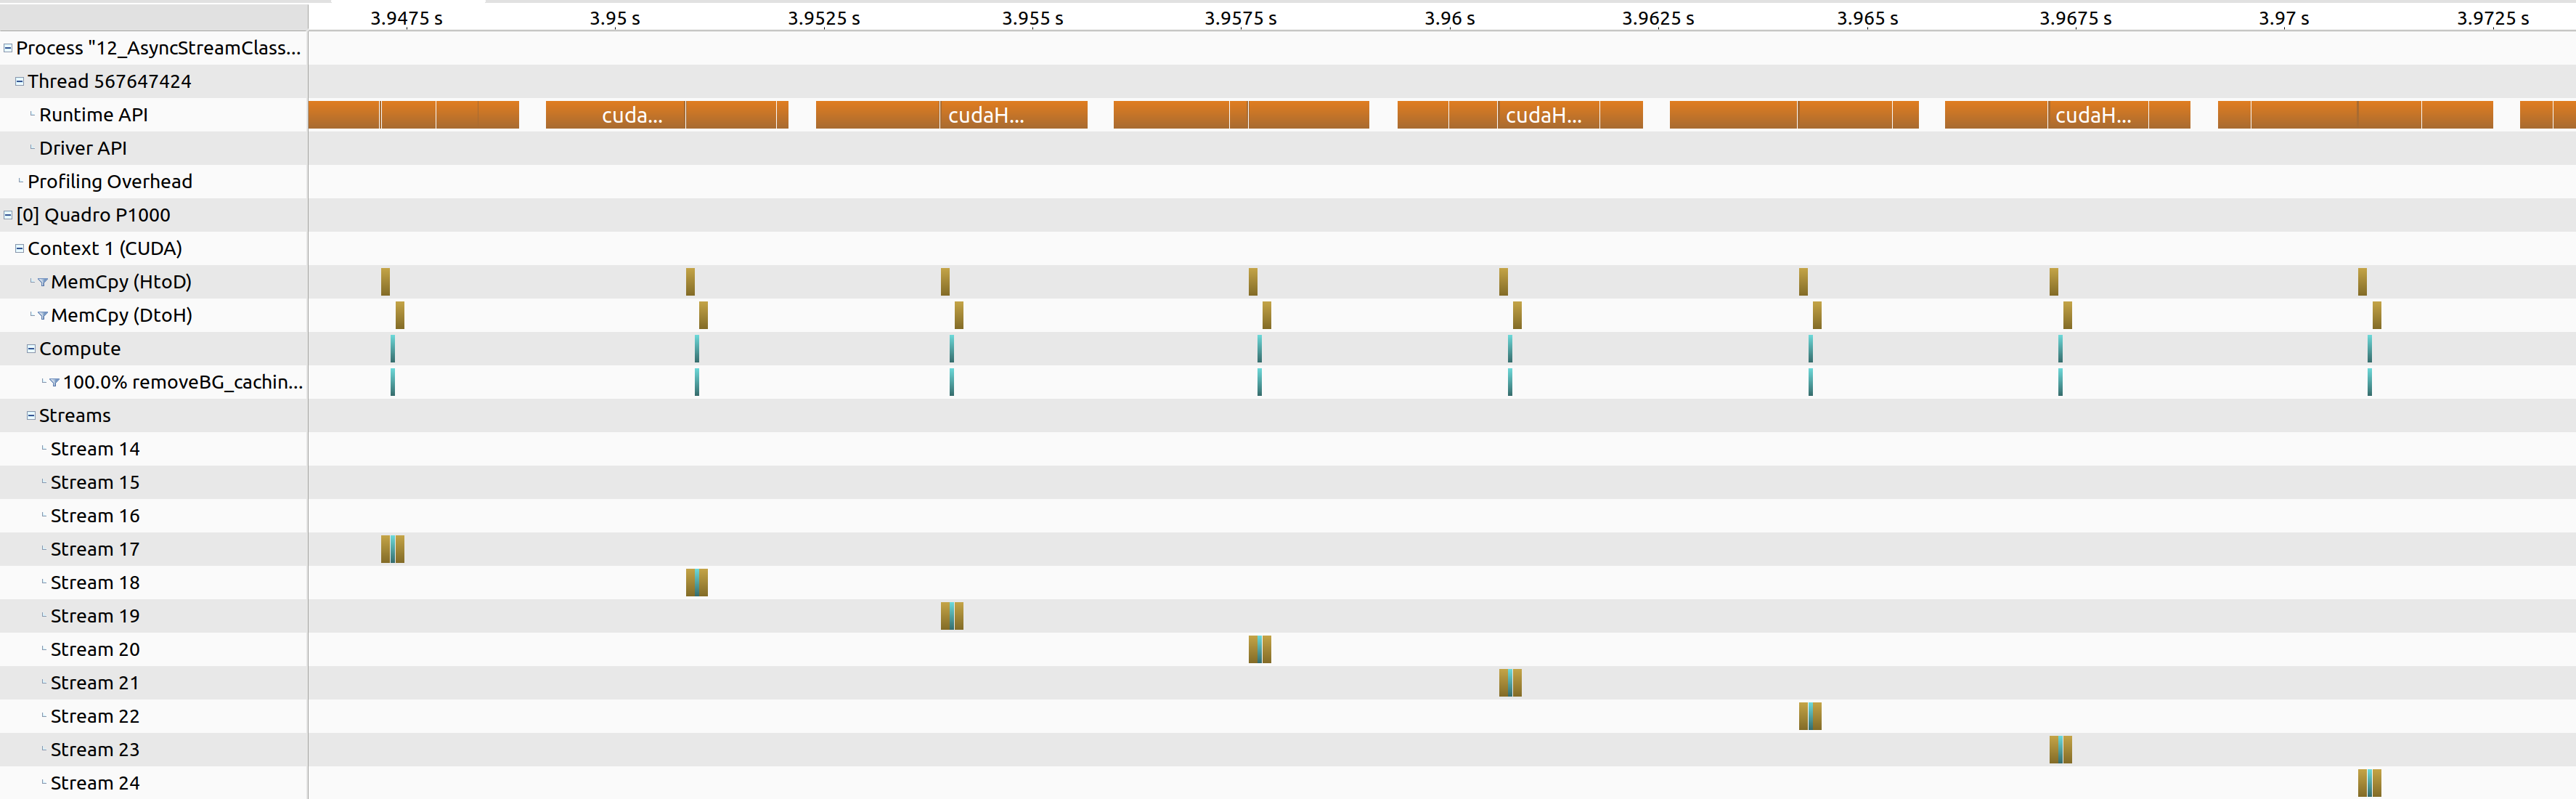 3.9475 s 3.95 s 3.9525 s 3.955 s 3.9575 s 3.96 s 3.9625 s 3.965 s 3.9675 s 3.97 s 3.9725 s
Process "12_AsyncStreamClass...
Thread 567647424
Runtime API cuda... cudaH... cudaH... cudaH...
Driver API
Profiling Overhead
[0] Quadro P1000
Context 1 (CUDA)
MemCpy (HtoD)
MemCpy (DtoH)
Compute
100.0% removeBG_cachin...
Streams
Stream 14
Stream 15
Stream 16
Stream 17
Stream 18
Stream 19
Stream 20
Stream 21
Stream 22
Stream 23
Stream 24